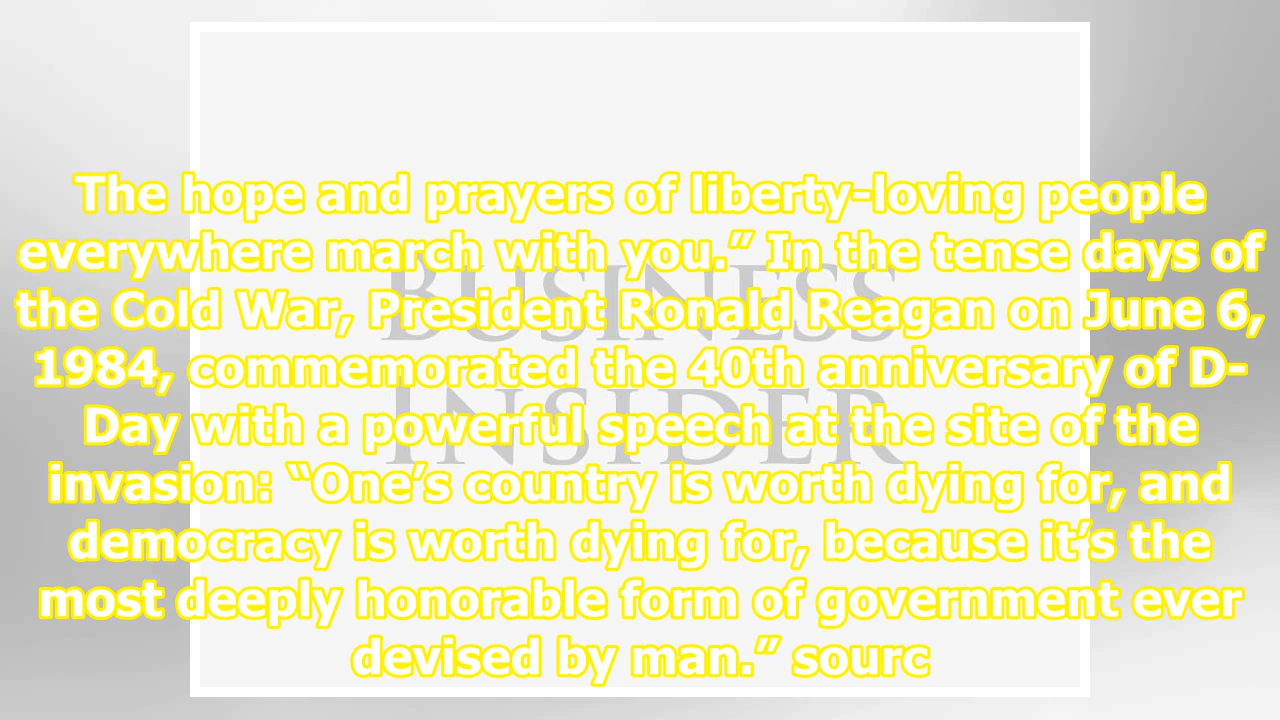 The hope and prayers of liberty-loving people
everywhere march with you.” In the tense days of
the Cold War, President Ronald Reagan on June 6,
1984, commemorated the 40th anniversary of D-
Day with a powerful speech at the site of the
invasion: “One’s country is worth dying for, and
democracy is worth dying for, because it’s the
most deeply honorable form of government ever
devised by man.” sourc
BUSINESS
INSIDER